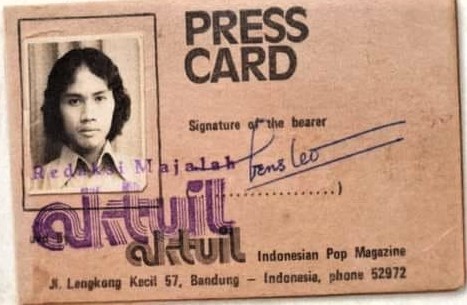 PRESS
CARD
Signature of the bearer
Bens Leo
..............)
Redaksi Majalah
aktuil
aktuil Indonesian Pop Magazine
Jl. Lengkong Kecil 57, Bandung – Indonesia, phone 52972